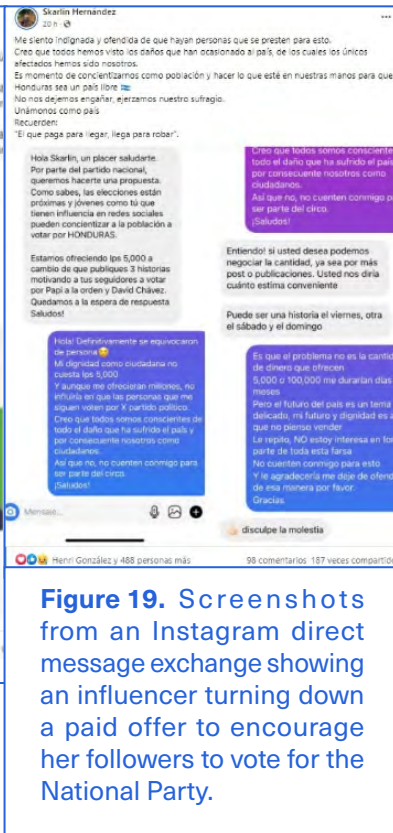 Skarlin Hernández
20 h ·
Me siento indignada y ofendida de que hayan personas que se presten para esto.
Creo que todos hemos visto los daños que han ocasionado al país, de los cuales los únicos
afectados hemos sido nosotros.
Es momento de concientizarnos como población y hacer lo que esté en nuestras manos para que
Honduras sea un país libre 🇭🇳
No nos dejemos engañar, ejerzamos nuestro sufragio.
Unámonos como país
Recuerden:
"El que paga para llegar, llega para robar".
Hola Skarlin, un placer saludarte.
Por parte del partido nacional,
queremos hacerte una propuesta.
Como sabes, las elecciones están
próximas y jóvenes como tú que
tienen influencia en redes sociales
pueden concientizar a la población a
votar por HONDURAS.
Estamos ofreciendo lps 5,000 a
cambio de que publiques 3 historias
motivando a tus seguidores a votar
por Papi a la orden y David Chávez.
Quedamos a la espera de respuesta
Saludos!
Hola! Definitivamente se equivocaron
de persona
Mi dignidad como ciudadana no
cuesta lps 5,000
Y aunque me ofrecieran millones, no
influiría en que las personas que me
siguen voten por X partido político.
Creo que todos somos conscientes de
todo el daño que ha sufrido el país y
por consecuente nosotros como
ciudadanos.
Así que no, no cuenten conmigo para
ser parte del circo.
¡Saludos!
Mensaje...
Creo que todos somos consciente
todo el daño que ha sufrido el país
por consecuente nosotros como
ciudadanos.
Así que no, no cuenten conmigo p
ser parte del circo.
¡Saludos!
Entiendo! si usted desea podemos
negociar la cantidad, ya sea por más
post o publicaciones. Usted nos diría
cuánto estima conveniente
Puede ser una historia el viernes, otra
el sábado y el domingo
Es que el problema no es la cantid
de dinero que ofrecen
5,000 o 100,000 me durarían días
meses
Pero el futuro del país es un tema
delicado, mi futuro y dignidad es a
que no pienso vender
Le repito, NO estoy interesa en for
parte de toda esta farsa
No cuenten conmigo para esto
Y le agradecería me deje de ofend
de esa manera por favor.
Gracias.
disculpe la molestia
Henri González y 488 personas más
98 comentarios 187 veces compartido
Figure 19. Screenshots
from an Instagram direct
message exchange showing
an influencer turning down
a paid offer to encourage
her followers to vote for the
National Party.